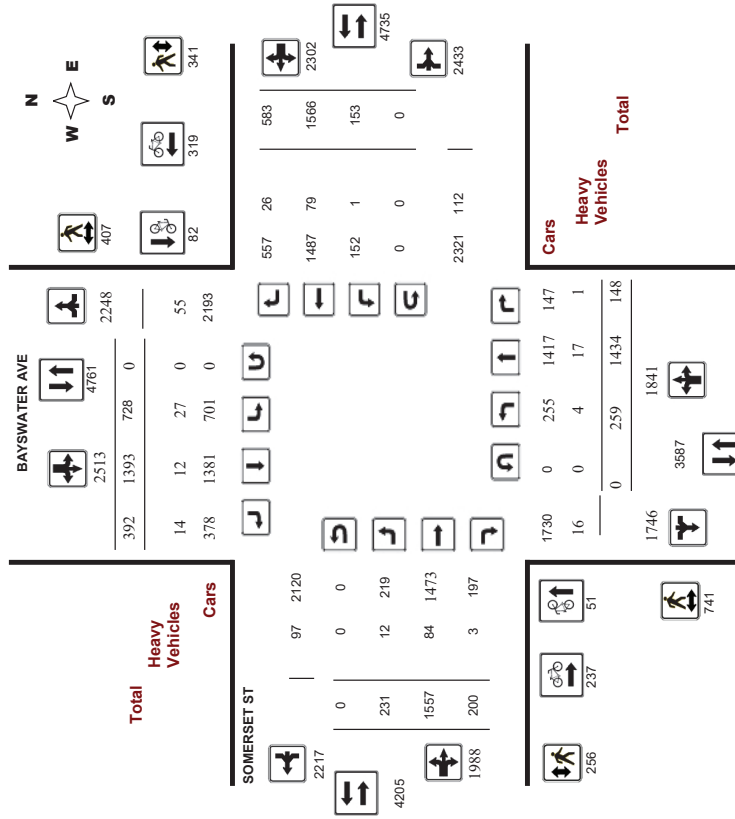 N
E
W
S
341
319
407
82
BAYSWATER AVE
2513
4761
2248
392 1393 728 0
14 12 27 0 55
378 1381 701 0 2193
2302
4735
2433
Total
Heavy
Vehicles
Cars
557 26 583
1487 79 1566
152 1 153
0 0 0
2321 112
SOMERSET ST
97 2120
0 0 0
231 12 219
1557 84 1473
200 3 197
2217
4205
1988
Cars
Heavy
Vehicles
Total
1730 0 255 1417 147
16 0 4 17 1
0 259 1434 148
1746
3587
1841
256
237
51
741